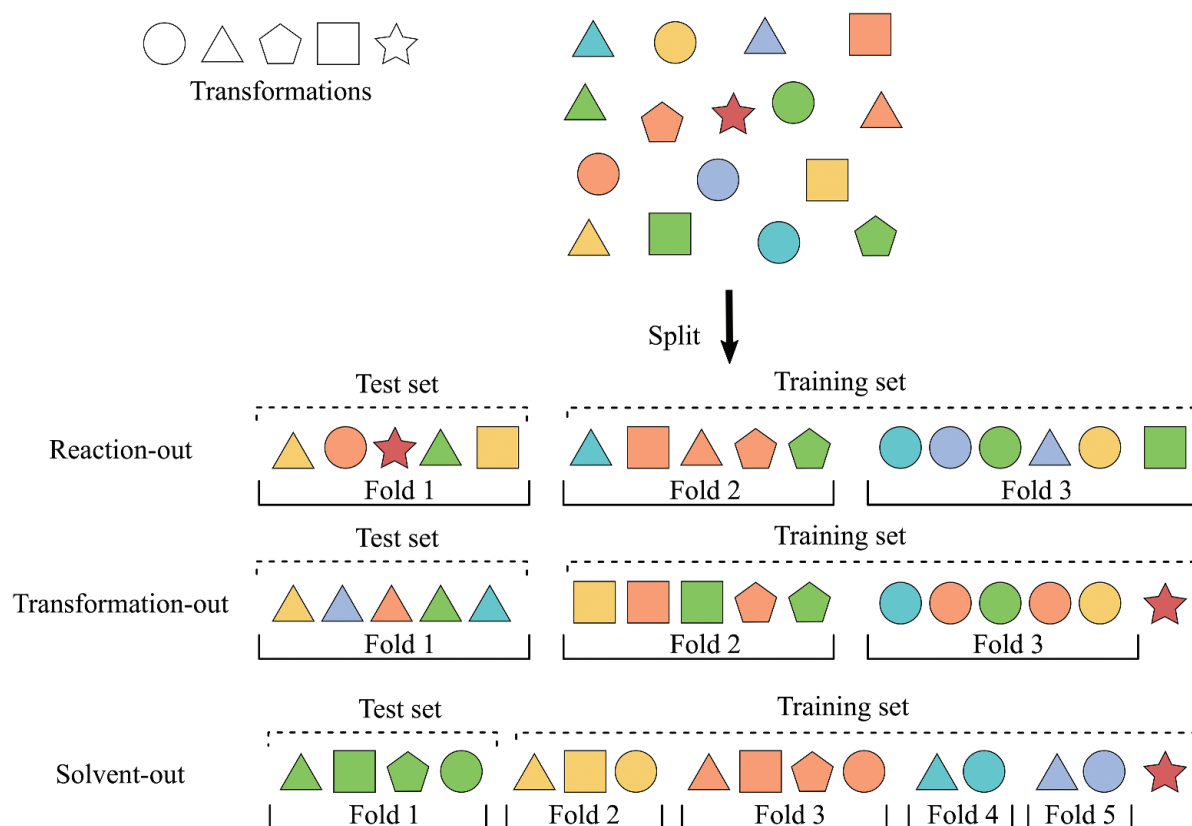 Transformations
Split
Test set
Training set
Reaction-out
Fold 1
Fold 2
Fold 3
Test set
Training set
Transformation-out
Fold 1
Fold 2
Fold 3
Test set
Training set
Solvent-out
Fold 1
Fold 2
Fold 3
Fold 4
Fold 5